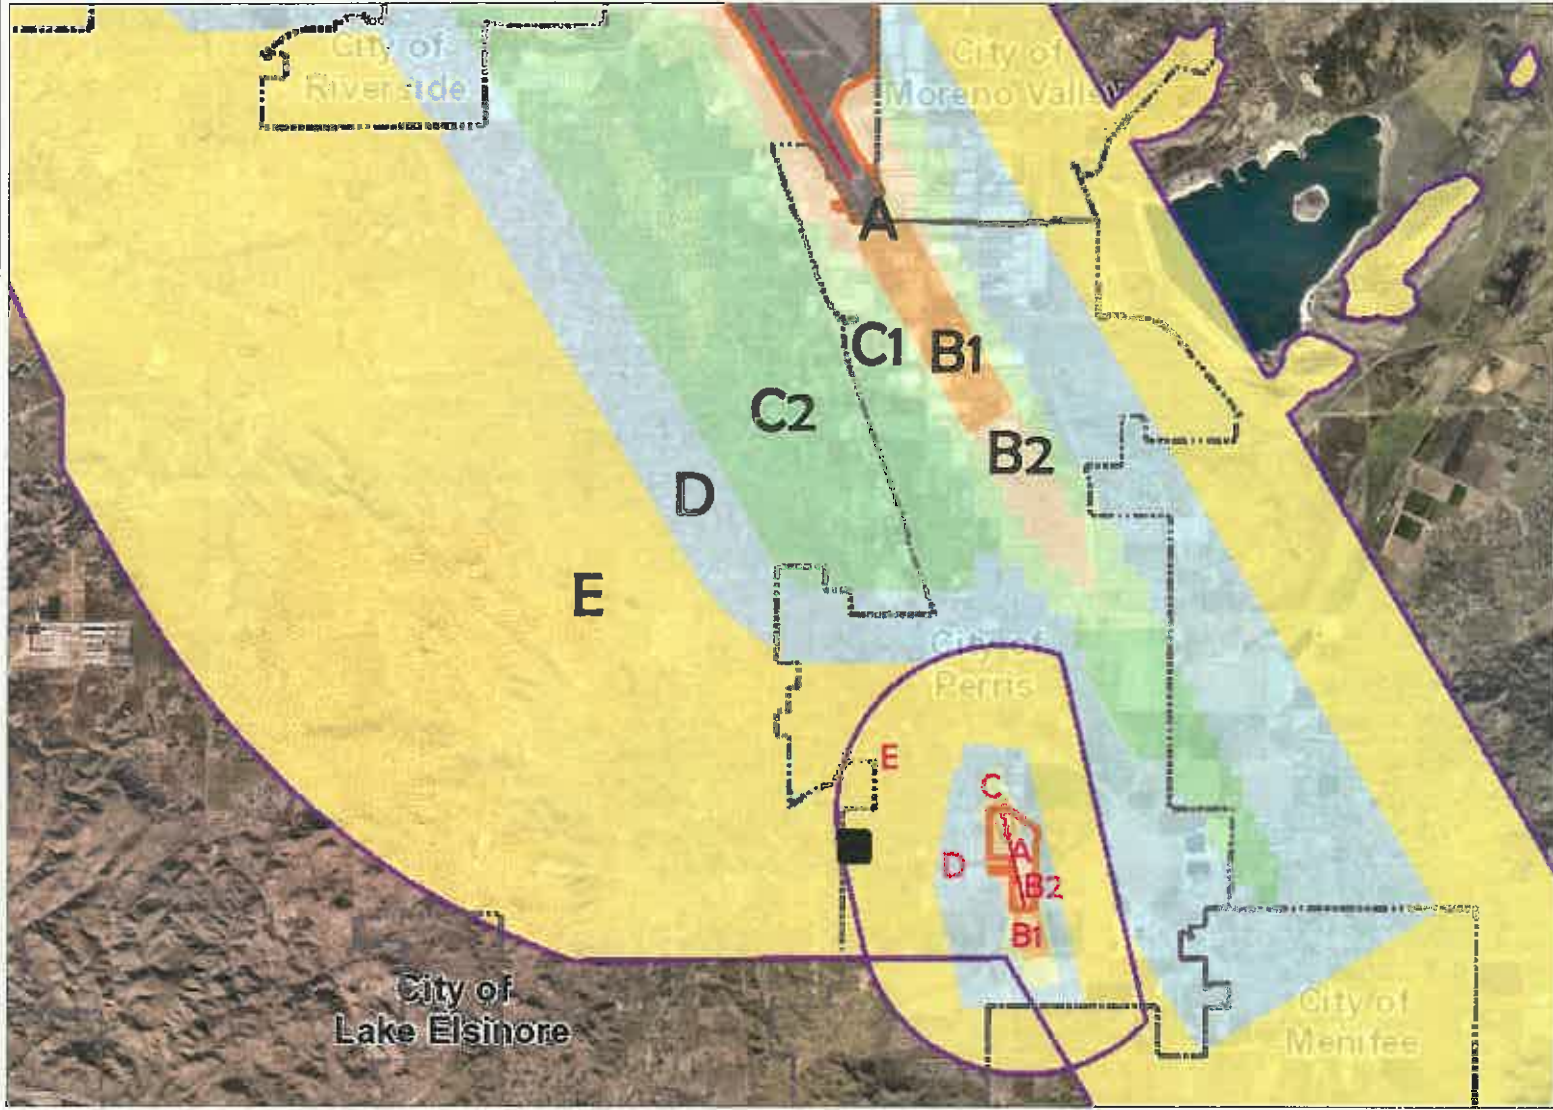 City of
Riverside
City of
Moreno Valle
A
C1
B1
C2
B2
D
E
City of
Perris
E
C
A
D
B2
B1
City of
Lake Elsinore
City of
Menifee